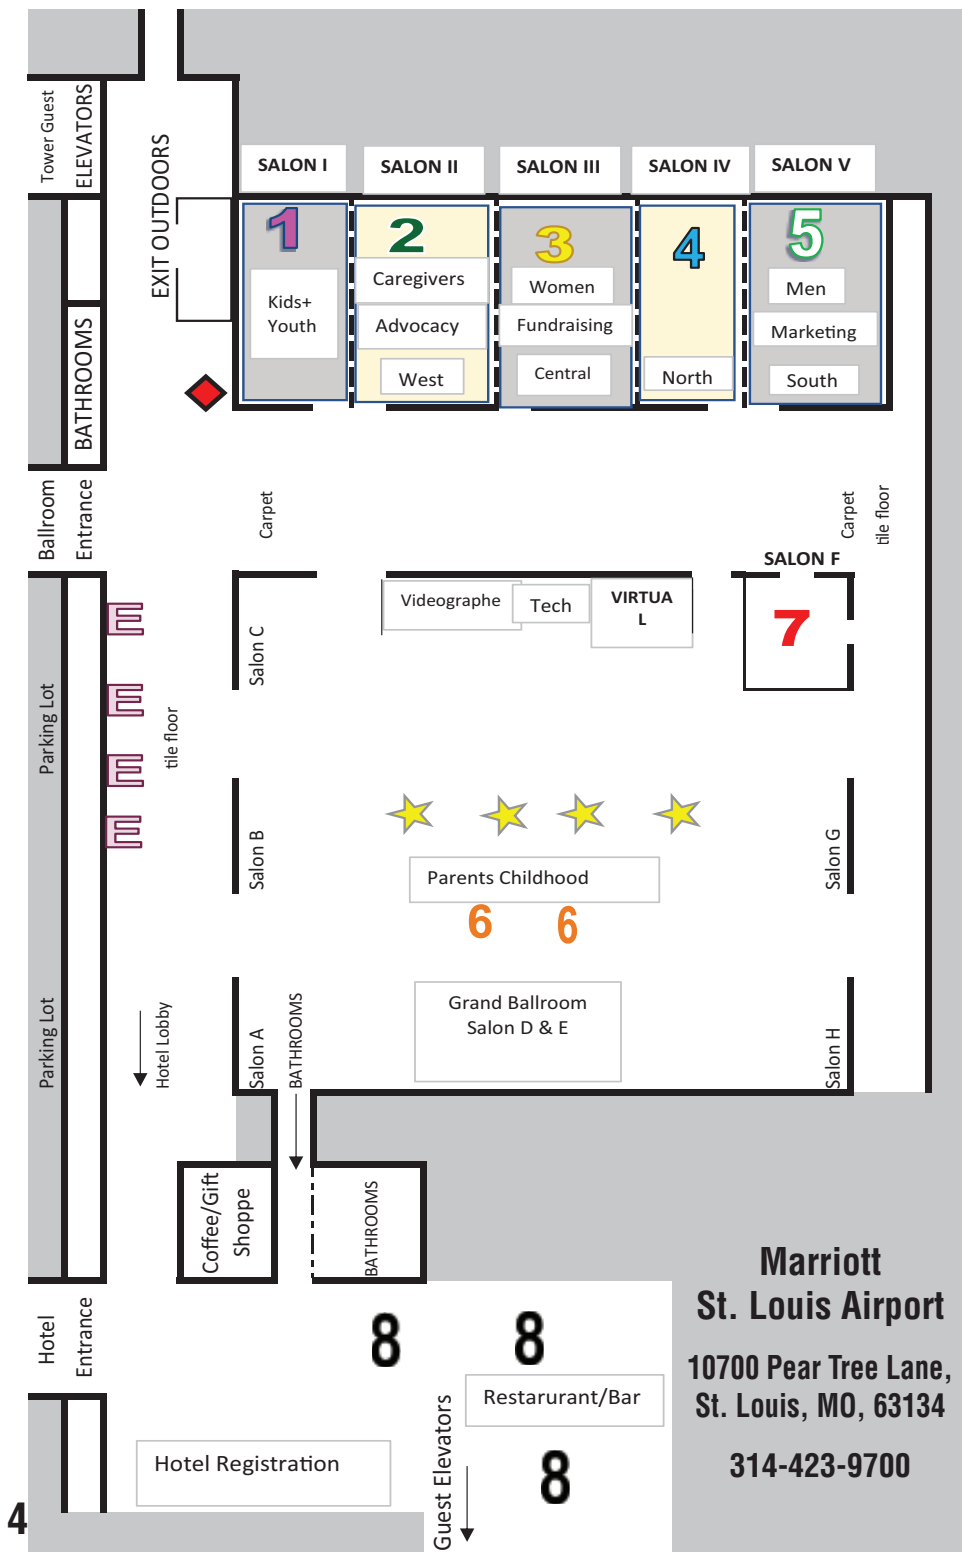 Tower Guest
ELEVATORS
EXIT OUTDOORS
SALON I
SALON II
SALON III
SALON IV
SALON V
1
2
3
4
5
Kids+
Youth
Caregivers
Advocacy
West
Women
Fundraising
Central
North
Men
Marketing
South
BATHROOMS
Ballroom
Entrance
Carpet
Carpet
tile floor
SALON F
7
Videographe
Tech
VIRTUA
L
Salon C
E
E
E
E
Parking Lot
tile floor
Salon B
Salon G
Parents Childhood
6
6
Grand Ballroom
Salon D & E
Parking Lot
Hotel Lobby
Salon A
BATHROOMS
Salon H
Coffee/Gift
Shoppe
BATHROOMS
Hotel
Entrance
8
8
Restarurant/Bar
8
Hotel Registration
Guest Elevators
Marriott
St. Louis Airport
10700 Pear Tree Lane,
St. Louis, MO, 63134
314-423-9700
4